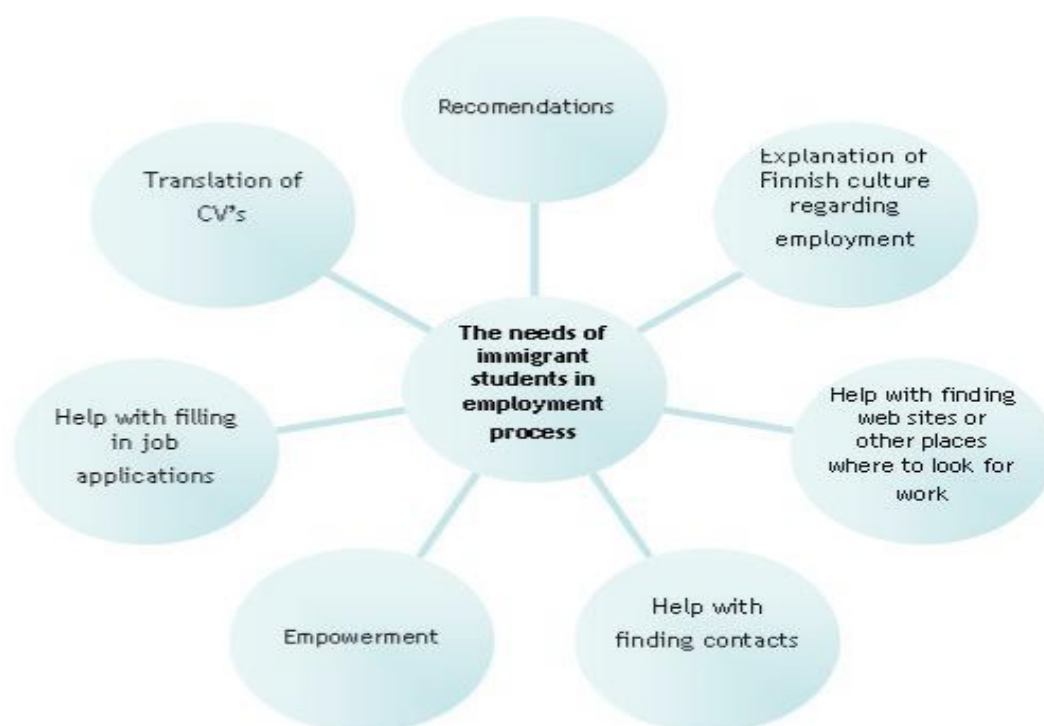 Recomendations
Explanation of
Finnish culture
regarding
employment
Translation of
CV's
The needs of
immigrant
students in
employment
process
Help with finding
web sites or
other places
where to look for
work
Help with filling
in job
applications
Help with
finding contacts
Empowerment